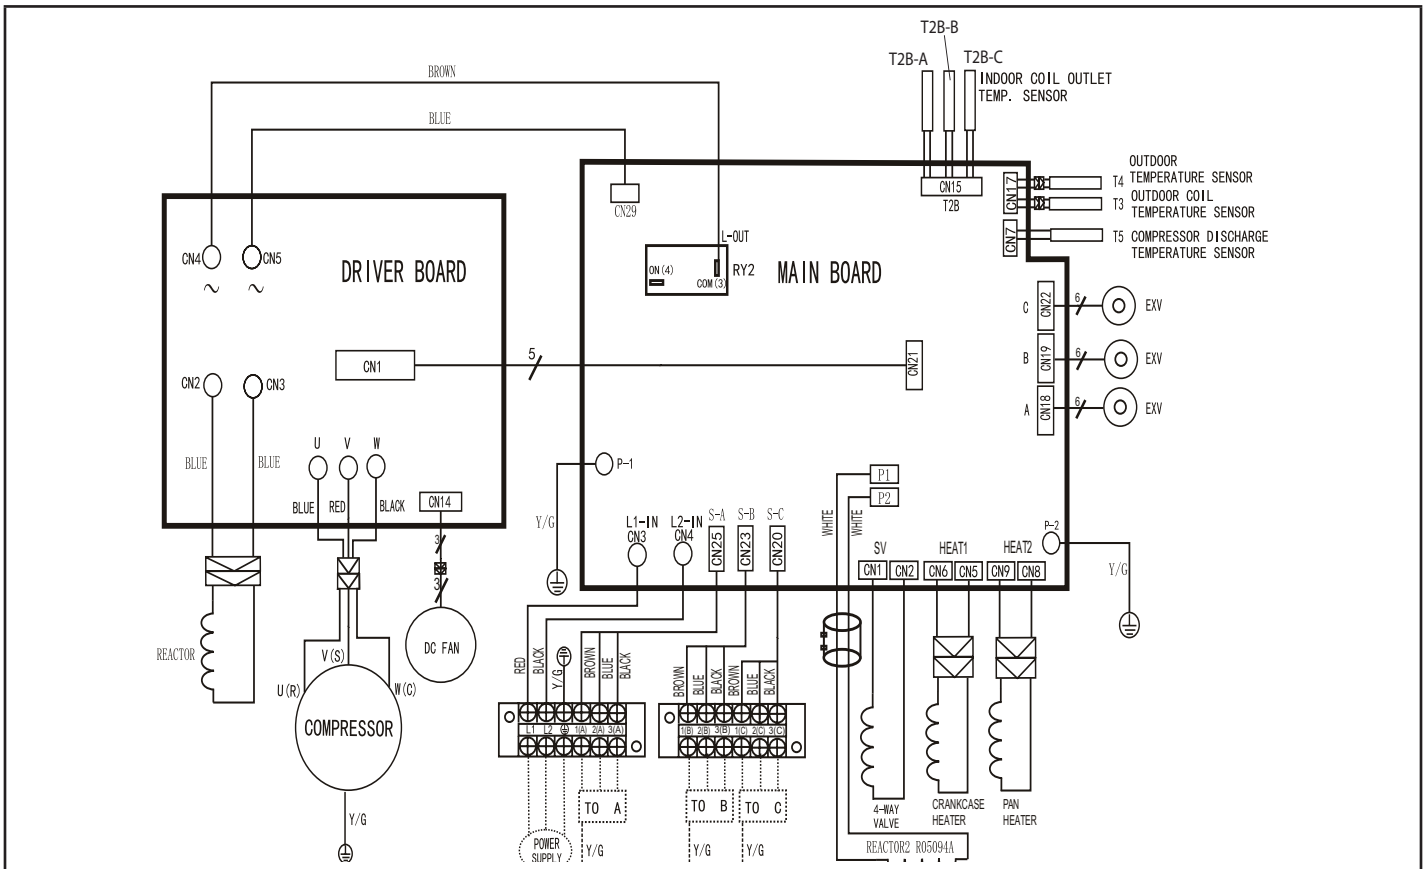 T2B-B
T2B-A
T2B-C
INDOOR COIL OUTLET
TEMP. SENSOR
BROWN
BLUE
CN15
T2B
CN17
T4
OUTDOOR
TEMPERATURE SENSOR
T3
OUTDOOR COIL
TEMPERATURE SENSOR
CN7
T5
COMPRESSOR DISCHARGE
TEMPERATURE SENSOR
CN29
L-OUT
ON(4)
COM(3)
RY2
MAIN BOARD
CN4
CN5
∼
∼
DRIVER BOARD
C
CN22
6
EXV
B
CN19
6
EXV
A
CN18
6
EXV
CN1
5
CN21
CN2
CN3
BLUE
BLUE
U
V
W
BLUE
RED
BLACK
CN14
3
3
DC FAN
P-1
Y/G
P1
P2
WHITE
WHITE
L1-IN
CN3
L2-IN
CN4
S-A
CN25
S-B
CN23
S-C
CN20
SV
CN1
CN2
HEAT1
CN6
CN5
HEAT2
CN9
CN8
P-2
Y/G
REACTOR
V(S)
U(R)
W(C)
COMPRESSOR
Y/G
RED
BLACK
Y/G
BROWN
BLUE
BLACK
BROWN
BLUE
BLACK
BROWN
BLUE
BLACK
L1
L2
1(A)
2(A)
3(A)
1(B)
2(B)
3(B)
1(C)
2(C)
3(C)
TO A
TO B
TO C
POWER
SUPPLY
Y/G
Y/G
Y/G
4-WAY
VALVE
CRANKCASE
HEATER
PAN
HEATER
REACTOR2 R05094A